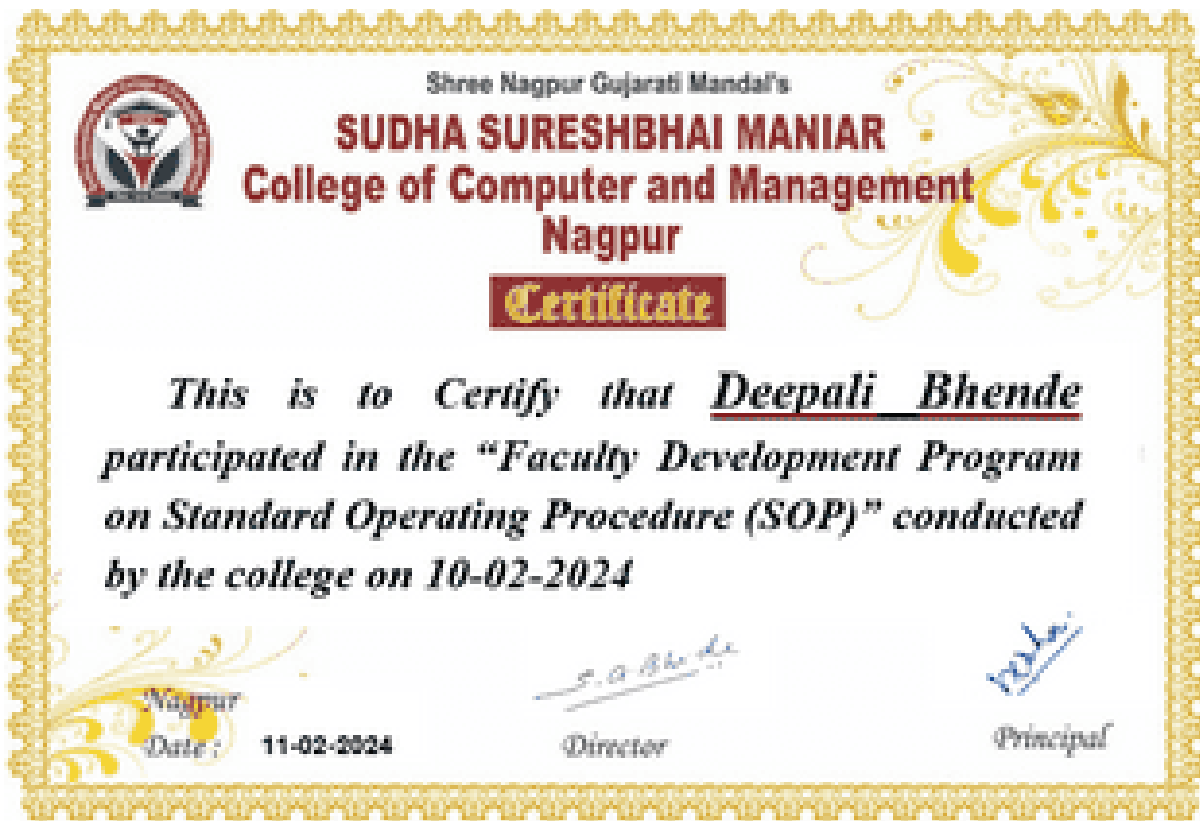 Shree Nagpur Gujarati Mandal's
SUDHA SURESHBHAI MANIAR
College of Computer and Management
Nagpur
Certificate
This is to Certify that Deepali Bhende
participated in the “Faculty Development Program
on Standard Operating Procedure (SOP)” conducted
by the college on 10-02-2024
Nagpur
Date : 11-02-2024
Director
Principal